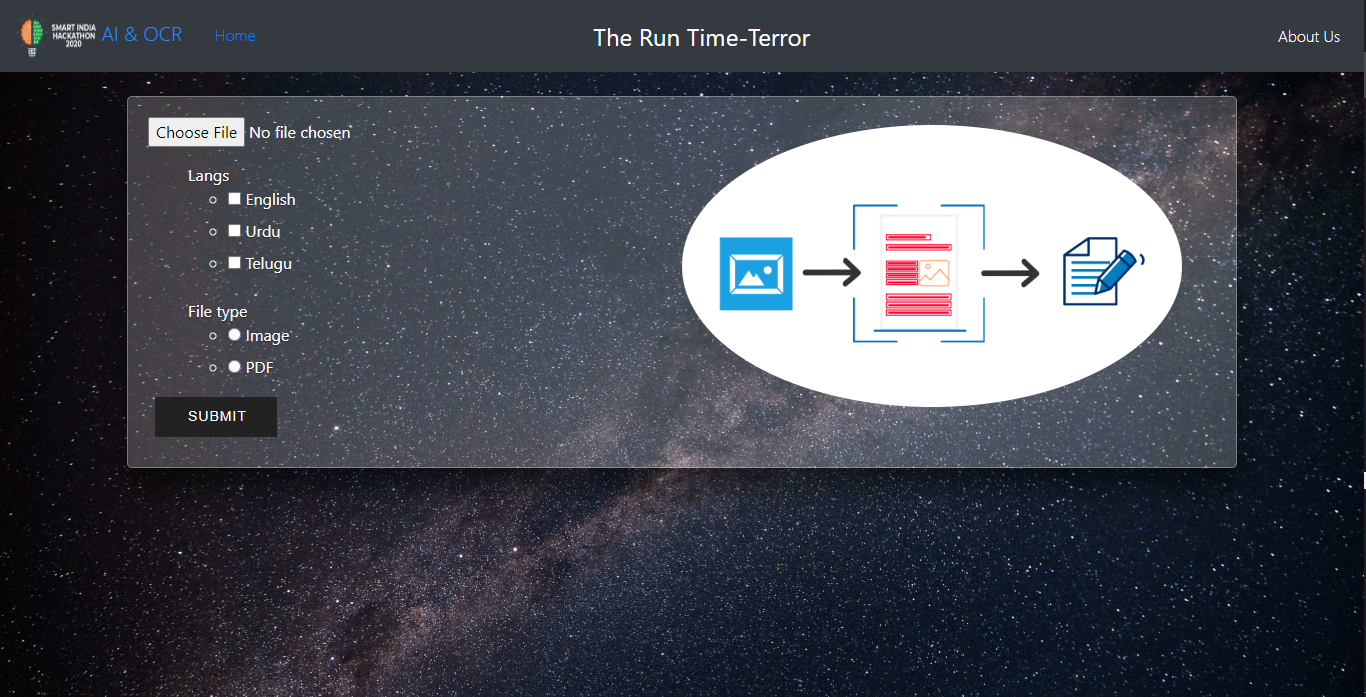 SMART INDIA
HACKATHON
2020
AI & OCR
Home
The Run Time-Terror
About Us
Choose File No file chosen
Langs
English
Urdu
Telugu
File type
Image
PDF
SUBMIT